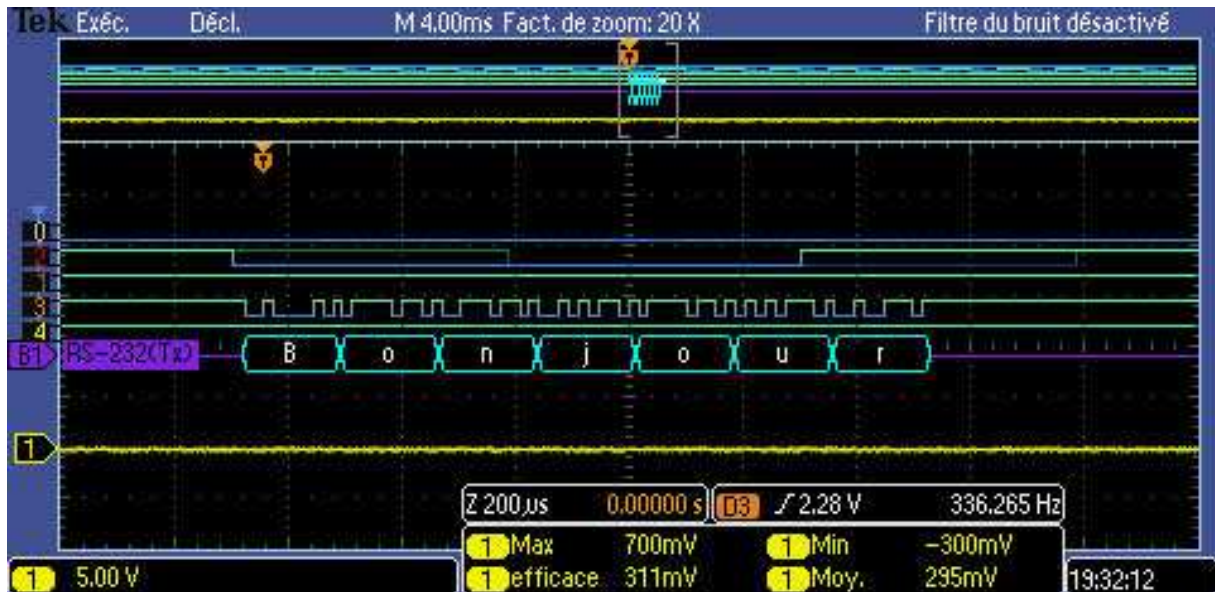 Tek Exéc. Décl. M 4.00ms Fact. de zoom: 20 X Filtre du bruit désactivé
T
T
0
1
3
4
B1 RS-232(Tx) B o n j o u r
1
Z 200µs 0.00000 s D3 2.28 V 336.265 Hz
1 Max 700mV 1 Min −300mV
1 5.00 V 1 efficace 311mV 1 Moy. 295mV 19:32:12